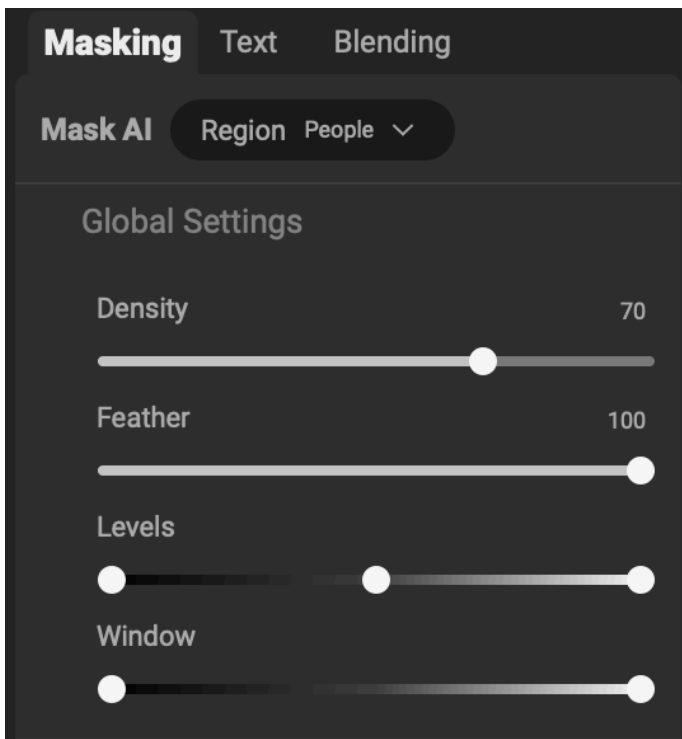 Masking Text Blending
Mask AI Region People
Global Settings
Density 70
Feather 100
Levels
Window